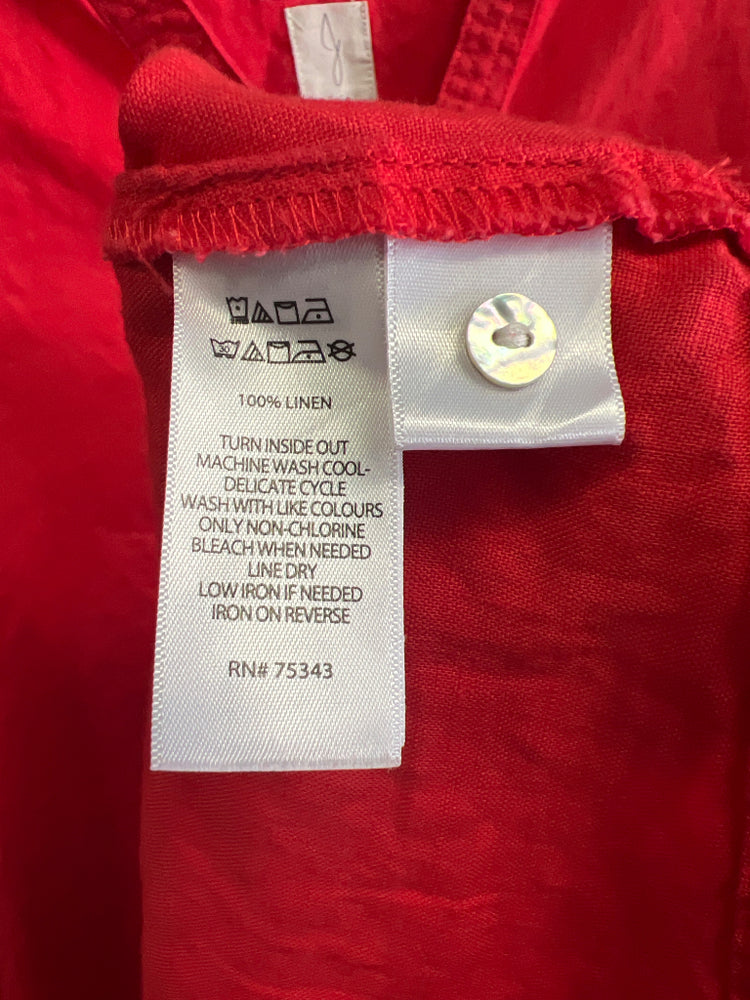 J
100% LINEN
TURN INSIDE OUT
MACHINE WASH COOL-
DELICATE CYCLE
WASH WITH LIKE COLOURS
ONLY NON-CHLORINE
BLEACH WHEN NEEDED
LINE DRY
LOW IRON IF NEEDED
IRON ON REVERSE
RN# 75343